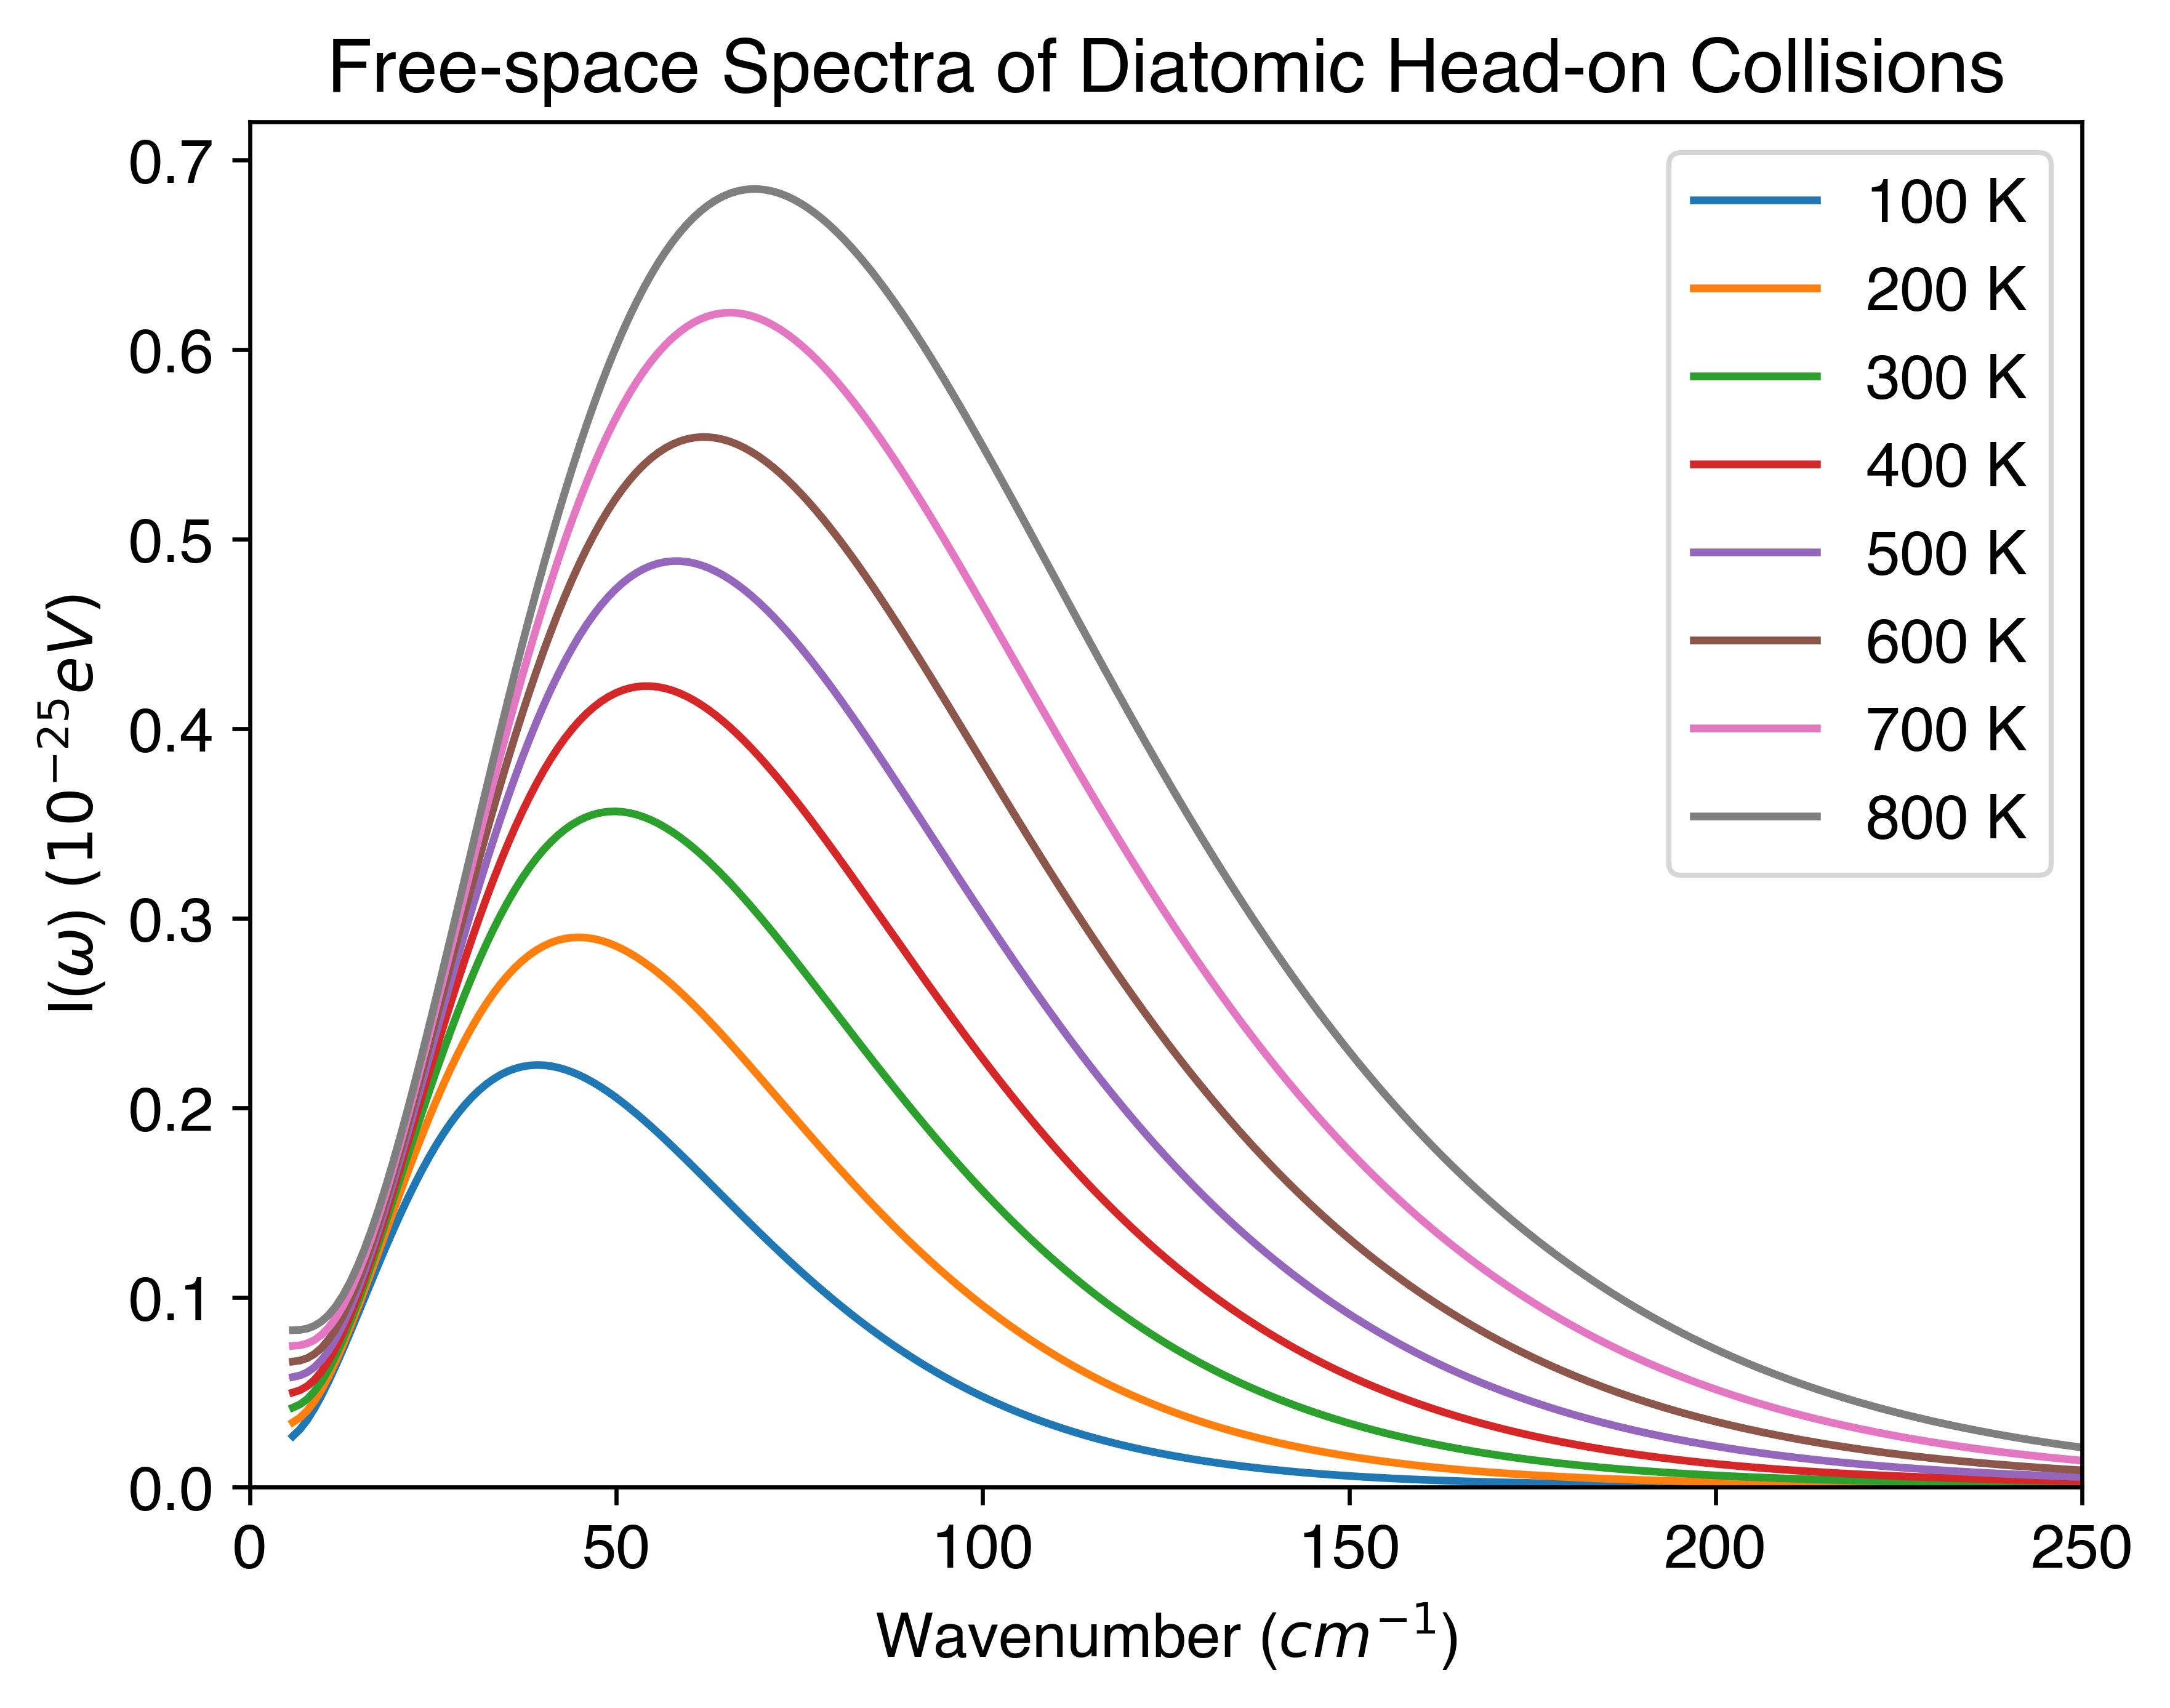 Free-space Spectra of Diatomic Head-on Collisions
I(ω) (10⁻²⁵eV)
0.7
0.6
0.5
0.4
0.3
0.2
0.1
0.0
100 K
200 K
300 K
400 K
500 K
600 K
700 K
800 K
0 50 100 150 200 250
Wavenumber (cm⁻¹)